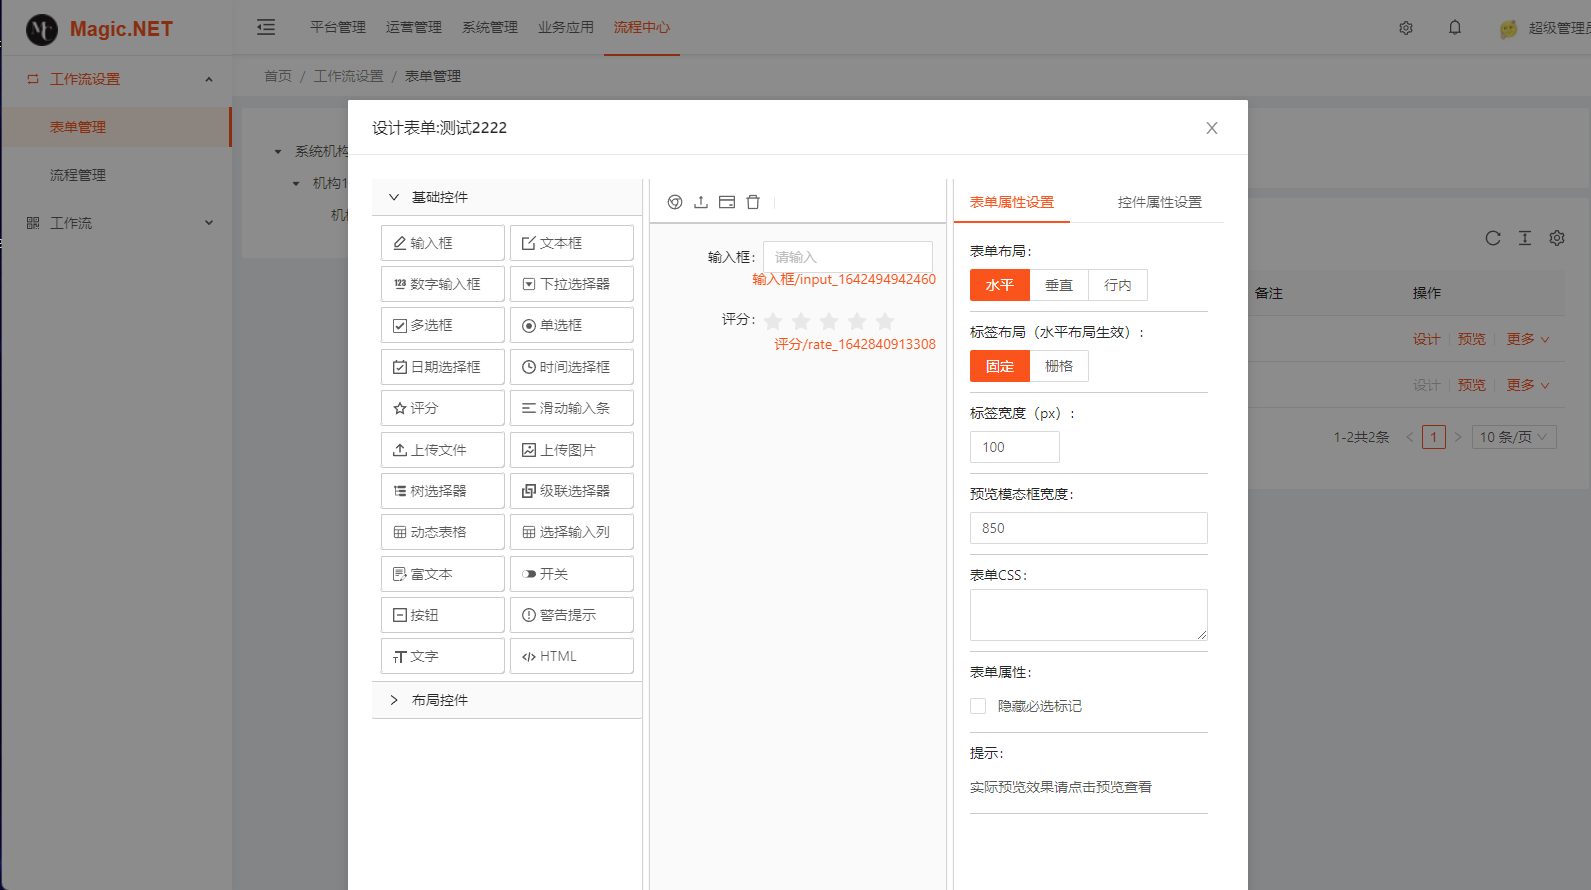 Magic.NET
平台管理 运营管理 系统管理 业务应用 流程中心
超级管理员
工作流设置
表单管理
流程管理
工作流
首页 / 工作流设置 / 表单管理
系统机构
机构1
设计表单:测试2222
基础控件
输入框 文本框
数字输入框 下拉选择器
多选框 单选框
日期选择框 时间选择框
评分 滑动输入条
上传文件 上传图片
树选择器 级联选择器
动态表格 选择输入列
富文本 开关
按钮 警告提示
文字 HTML
布局控件
输入框: 请输入
输入框/input_1642494942460
评分:
评分/rate_1642840913308
表单属性设置 控件属性设置
表单布局:
水平 垂直 行内
标签布局（水平布局生效）:
固定 栅格
标签宽度（px）:
100
预览模态框宽度:
850
表单CSS:
表单属性:
隐藏必选标记
提示:
实际预览效果请点击预览查看
备注 操作
设计 预览 更多
设计 预览 更多
1-2共2条 < 1 > 10 条/页